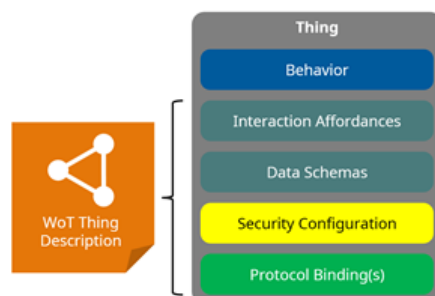 Thing
Behavior
Interaction Affordances
Data Schemas
Security Configuration
Protocol Binding(s)
WoT Thing
Description